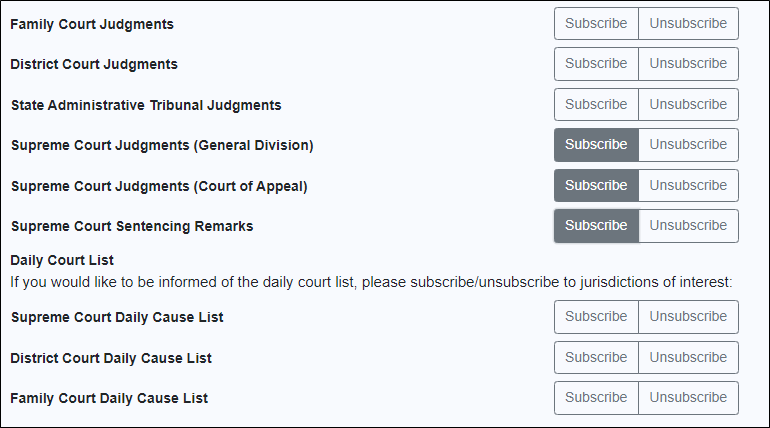 Family Court Judgments Subscribe Unsubscribe
District Court Judgments Subscribe Unsubscribe
State Administrative Tribunal Judgments Subscribe Unsubscribe
Supreme Court Judgments (General Division) Subscribe Unsubscribe
Supreme Court Judgments (Court of Appeal) Subscribe Unsubscribe
Supreme Court Sentencing Remarks Subscribe Unsubscribe
Daily Court List
If you would like to be informed of the daily court list, please subscribe/unsubscribe to jurisdictions of interest:
Supreme Court Daily Cause List Subscribe Unsubscribe
District Court Daily Cause List Subscribe Unsubscribe
Family Court Daily Cause List Subscribe Unsubscribe